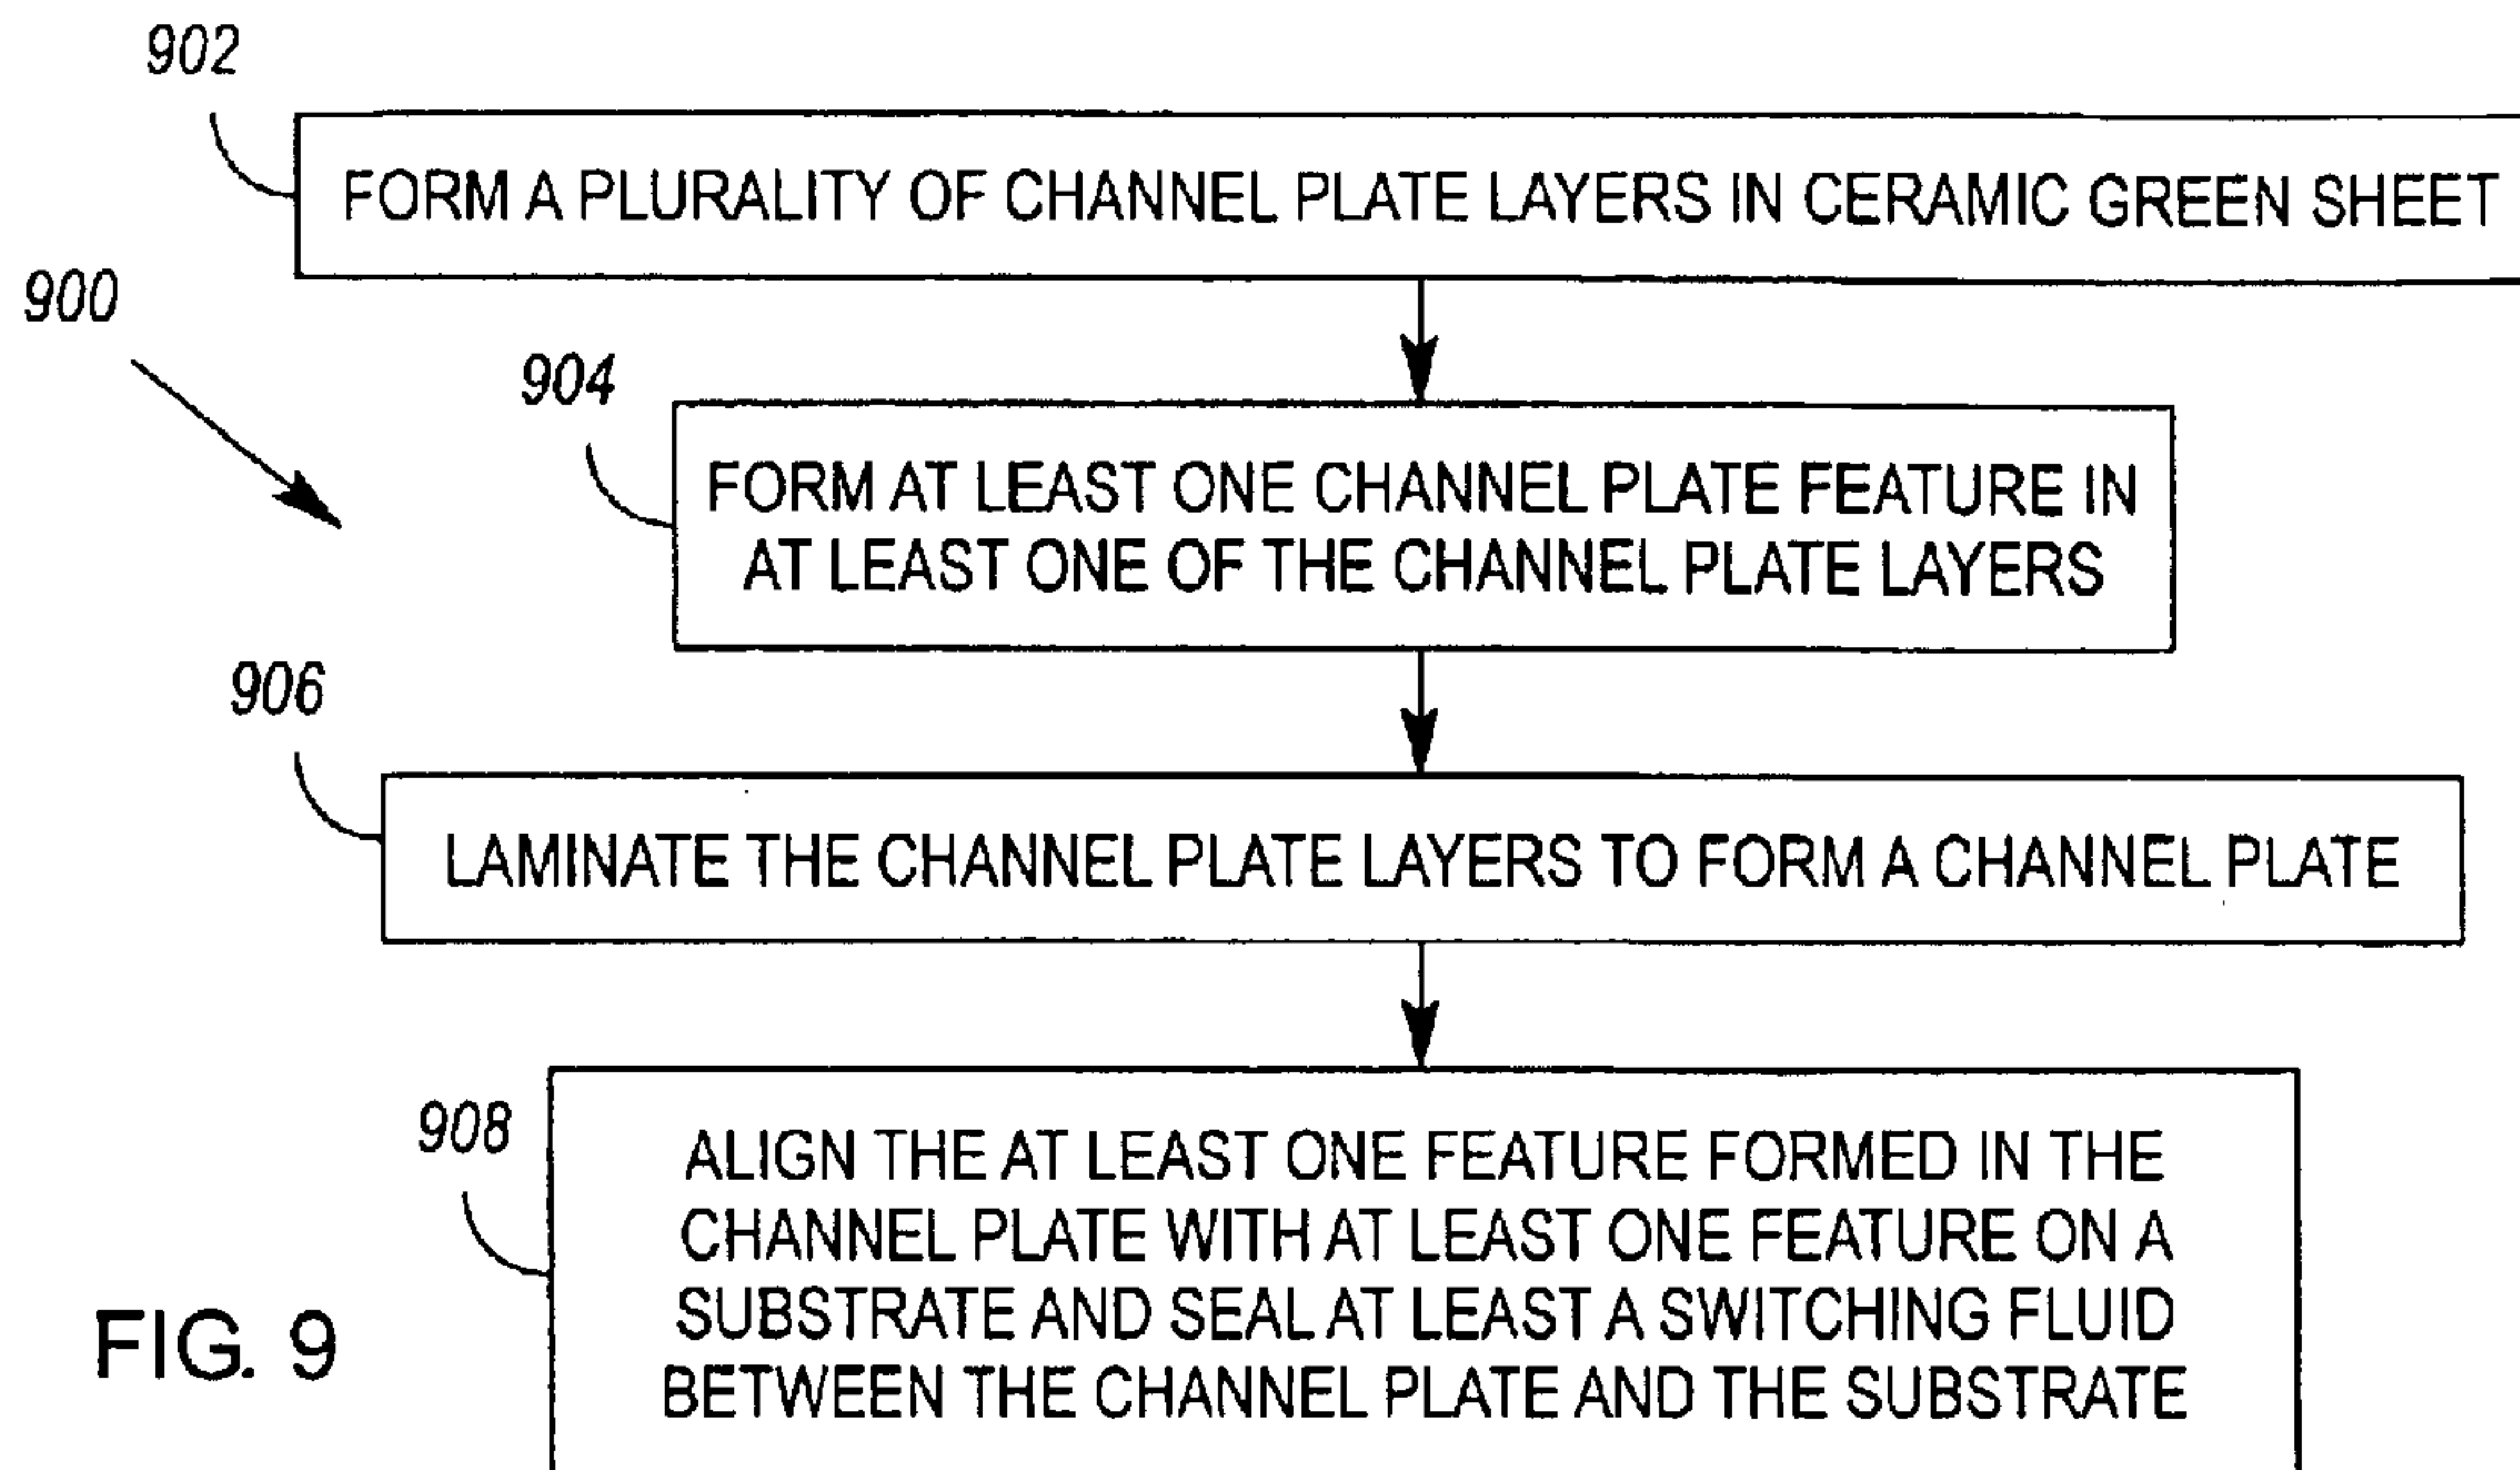 902
FORM A PLURALITY OF CHANNEL PLATE LAYERS IN CERAMIC GREEN SHEET
900
904
FORM AT LEAST ONE CHANNEL PLATE FEATURE IN
AT LEAST ONE OF THE CHANNEL PLATE LAYERS
906
LAMINATE THE CHANNEL PLATE LAYERS TO FORM A CHANNEL PLATE
908
ALIGN THE AT LEAST ONE FEATURE FORMED IN THE
CHANNEL PLATE WITH AT LEAST ONE FEATURE ON A
SUBSTRATE AND SEAL AT LEAST A SWITCHING FLUID
BETWEEN THE CHANNEL PLATE AND THE SUBSTRATE
FIG. 9